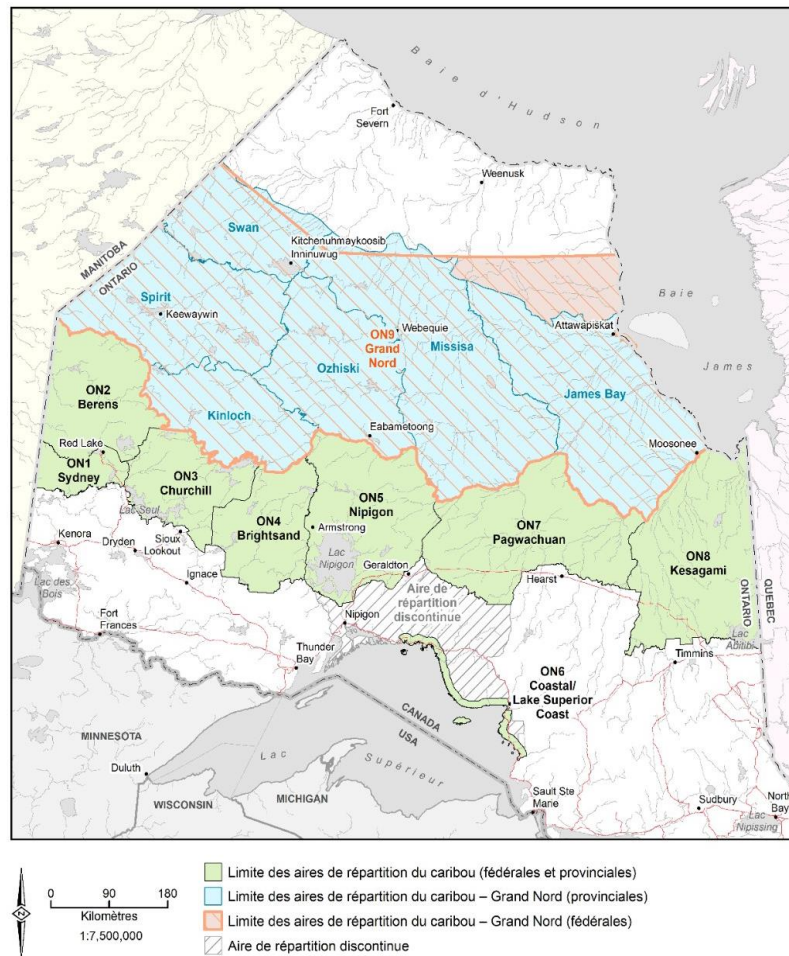 Baie d'Hudson
Fort
Severn
Weenusk
MANITOBA
ONTARIO
Swan
Kitchenuhmaykoosib
Inninuwug
Spirit
Keewaywin
ON9
Grand
Nord
Webequie
Missisa
Ozhiski
Attawapiskat
Baie
James
James Bay
Kinloch
Eabametoong
Moosonee
ON2
Berens
Red Lake
ON1
Sydney
ON3
Churchill
Lac Seul
ON4
Brightsand
ON5
Nipigon
Armstrong
Lac
Nipigon
Geraldton
ON7
Pagwachuan
Hearst
ON8
Kesagami
ONTARIO
QUEBEC
Kenora
Dryden
Sioux
Lookout
Ignace
Lac des
Bois
Fort
Frances
Aire de
répartition
discontinue
Nipigon
Thunder
Bay
Lac
Abitibi
Timmins
ON6
Coastal/
Lake Superior
Coast
CANADA
USA
MINNESOTA
Duluth
Lac Supérieur
WISCONSIN
MICHIGAN
Sault Ste
Marie
Sudbury
North
Bay
Lac
Nipissing
N
0 90 180
Kilomètres
1:7,500,000
Limite des aires de répartition du caribou (fédérales et provinciales)
Limite des aires de répartition du caribou – Grand Nord (provinciales)
Limite des aires de répartition du caribou – Grand Nord (fédérales)
Aire de répartition discontinue